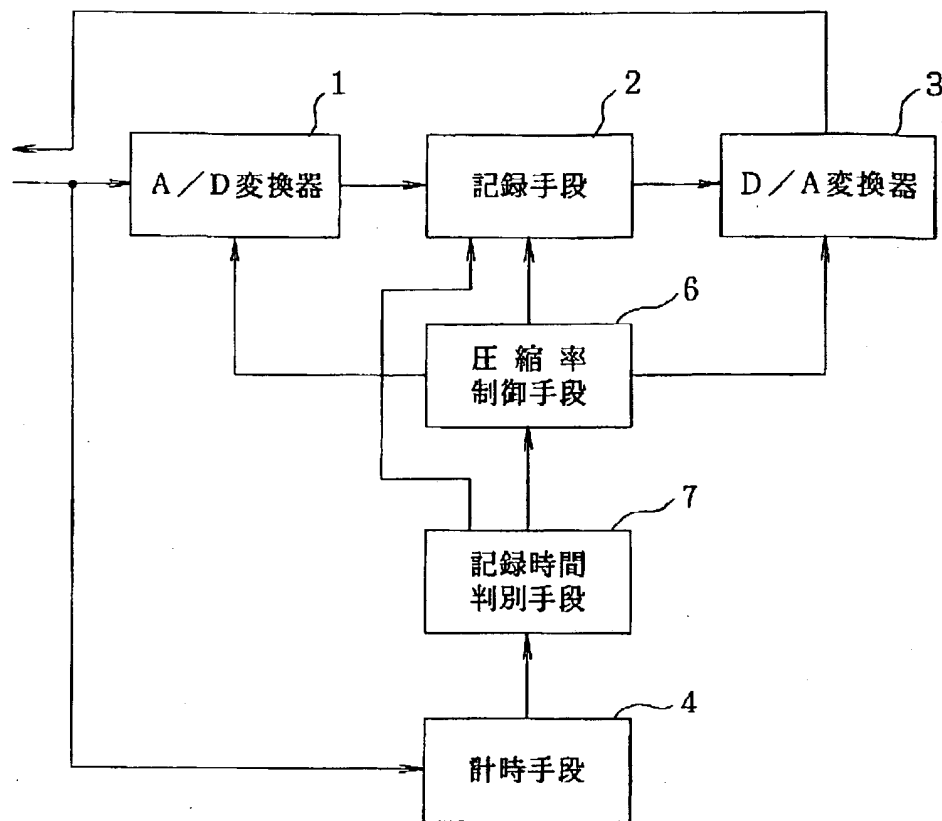 1
2
3
A/D変換器
記録手段
D/A変換器
6
圧縮率
制御手段
7
記録時間
判別手段
4
計時手段